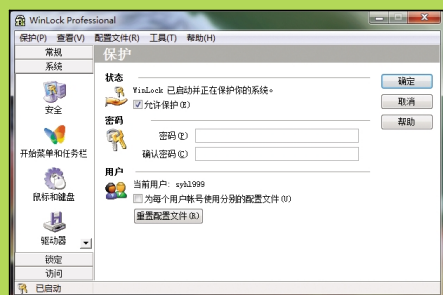 WinLock Professional
保护(P) 查看(V) 配置文件(R) 工具(T) 帮助(H)
常规
系统
安全
开始菜单和任务栏
鼠标和键盘
驱动器
锁定
访问
保护
状态
WinLock 已启动并正在保护你的系统。
允许保护(E)
密码
密码(P)
确认密码(C)
用户
当前用户: syh1999
为每个用户帐号使用分别的配置文件(U)
重置配置文件(R)
确定
取消
帮助
已启动